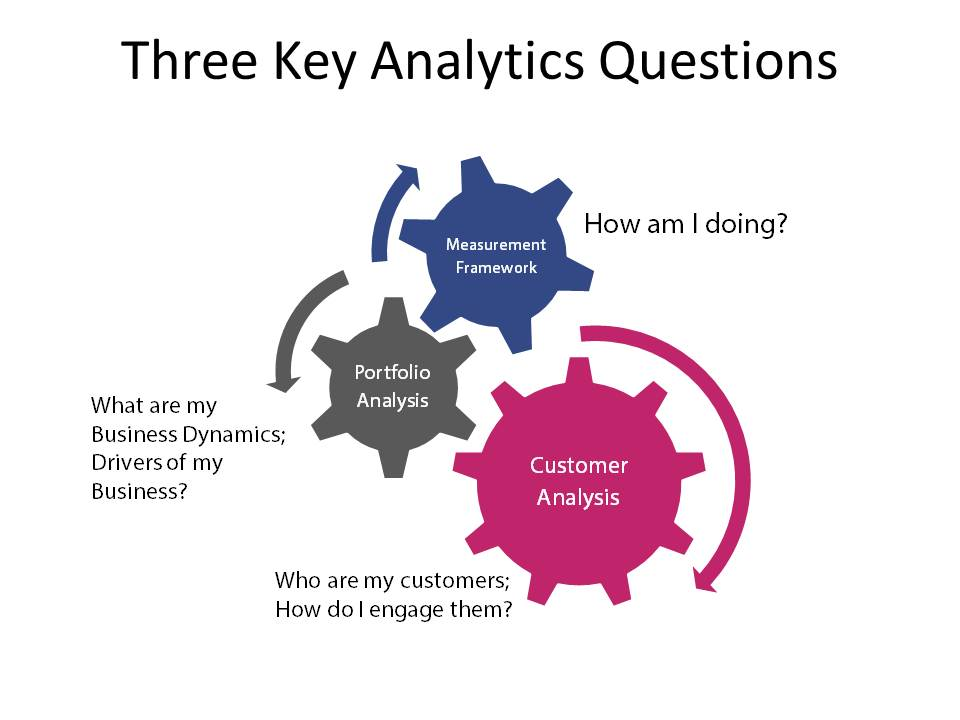 Three Key Analytics Questions
Measurement
Framework
How am I doing?
Portfolio
Analysis
What are my
Business Dynamics;
Drivers of my
Business?
Customer
Analysis
Who are my customers;
How do I engage them?